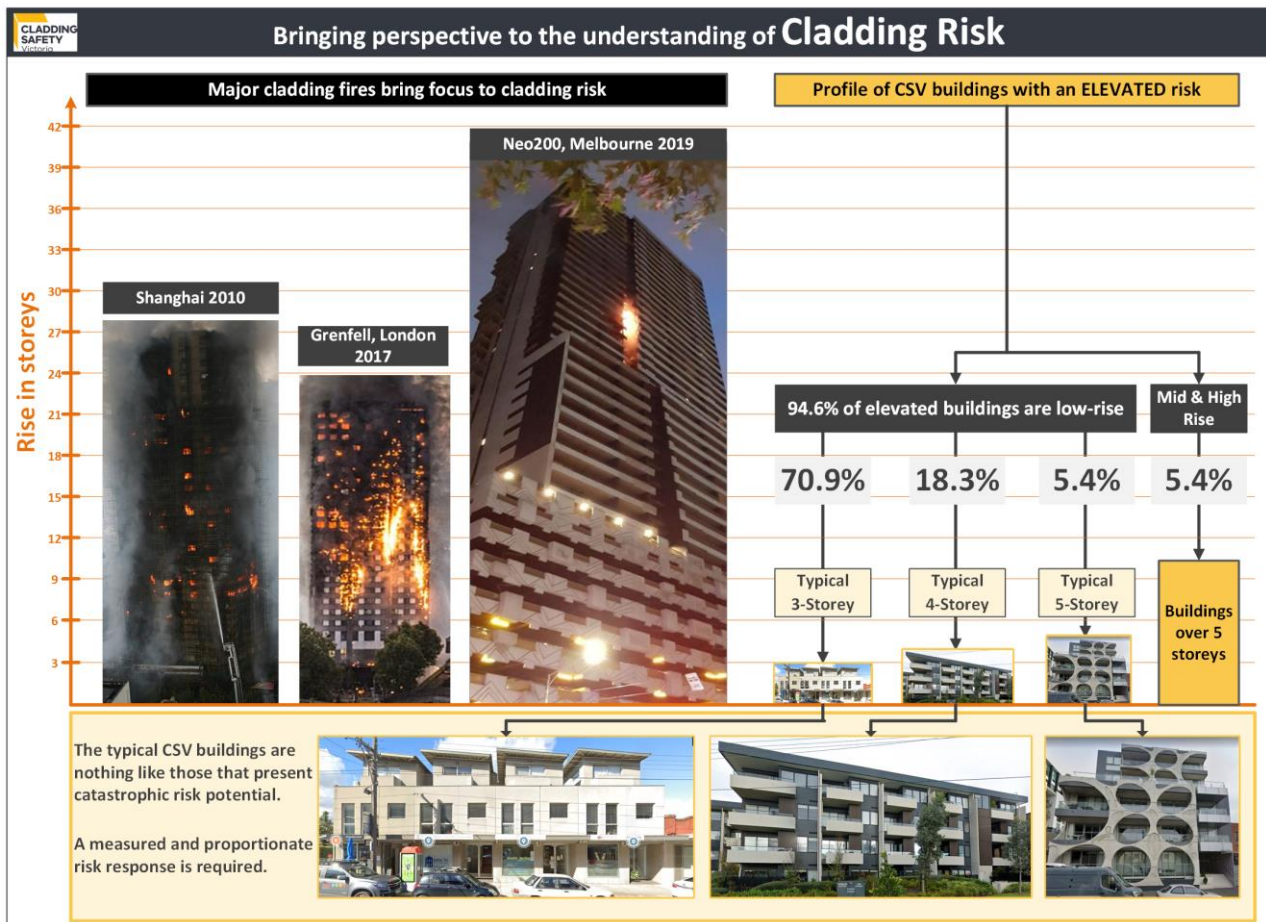 CLADDING
SAFETY
Victoria
Bringing perspective to the understanding of Cladding Risk
Major cladding fires bring focus to cladding risk
Profile of CSV buildings with an ELEVATED risk
Rise in storeys
42
39
36
33
30
27
24
21
18
15
12
9
6
3
Shanghai 2010
Grenfell, London
2017
Neo200, Melbourne 2019
94.6% of elevated buildings are low-rise
Mid & High
Rise
70.9%
18.3%
5.4%
5.4%
Typical
3-Storey
Typical
4-Storey
Typical
5-Storey
Buildings
over 5
storeys
The typical CSV buildings are
nothing like those that present
catastrophic risk potential.
A measured and proportionate
risk response is required.